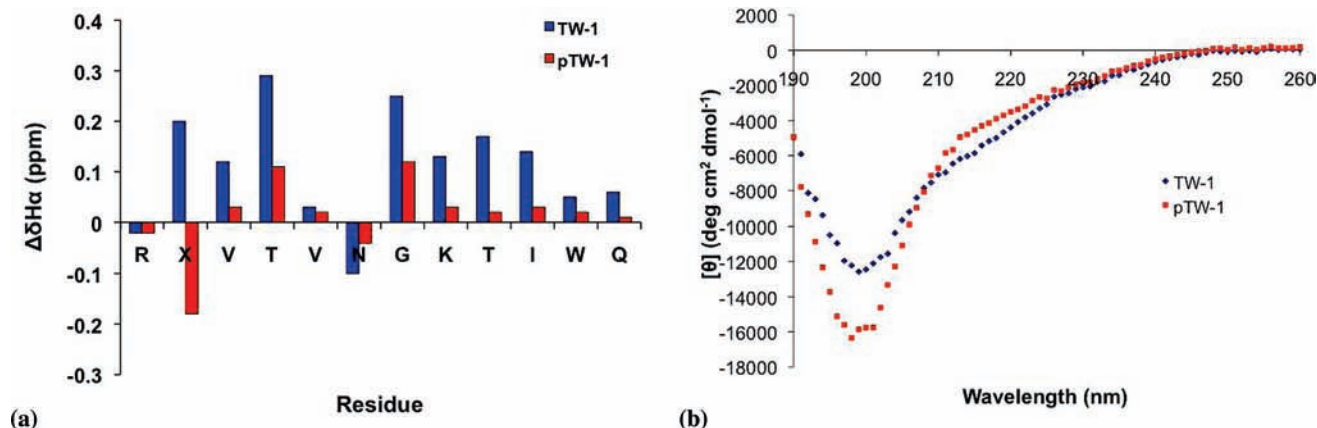 0.4
0.3
0.2
0.1
0
-0.1
-0.2
-0.3
ΔδHα (ppm)
TW-1
pTW-1
R X V T V N G K T I W Q
Residue
(a)
2000
0
-2000
-4000
-6000
-8000
-10000
-12000
-14000
-16000
-18000
190 200 210 220 230 240 250 260
[θ] (deg cm² dmol⁻¹)
TW-1
pTW-1
Wavelength (nm)
(b)